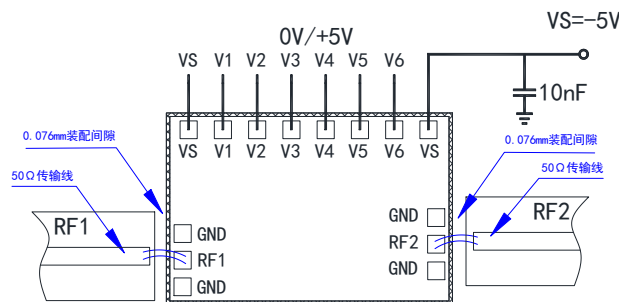 VS=-5V
0V/+5V
VS V1 V2 V3 V4 V5 V6
10nF
0.076mm装配间隙
VS V1 V2 V3 V4 V5 V6 VS
0.076mm装配间隙
50Ω传输线
50Ω传输线
RF1
GND
RF1
GND
GND
RF2
GND
RF2